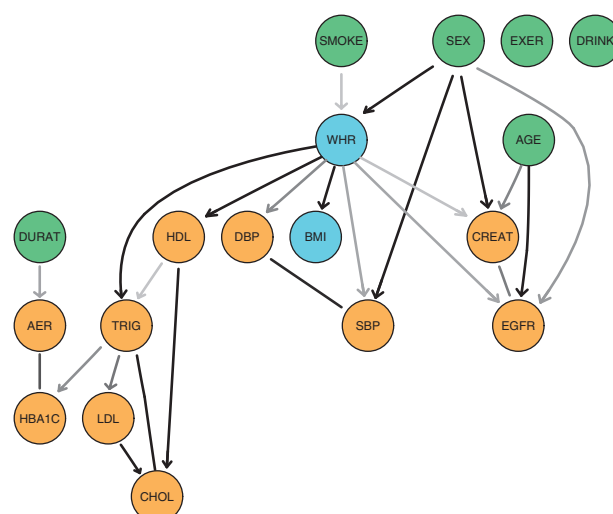 SMOKE
SEX
EXER
DRINK
WHR
AGE
DURAT
HDL
DBP
BMI
CREAT
AER
TRIG
SBP
EGFR
HBA1C
LDL
CHOL